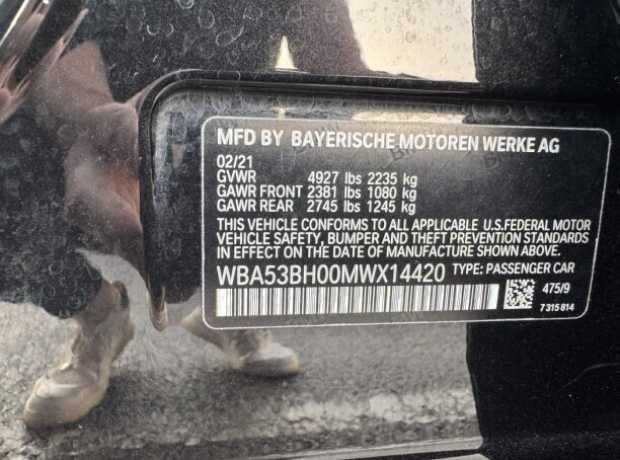 MFD BY BAYERISCHE MOTOREN WERKE AG
02/21
GVWR 4927 lbs 2235 kg
GAWR FRONT 2381 lbs 1080 kg
GAWR REAR 2745 lbs 1245 kg
THIS VEHICLE CONFORMS TO ALL APPLICABLE U.S.FEDERAL MOTOR
VEHICLE SAFETY, BUMPER AND THEFT PREVENTION STANDARDS
IN EFFECT ON THE DATE OF MANUFACTURE SHOWN ABOVE.
WBA53BH00MWX14420 TYPE: PASSENGER CAR
475/9
7315814